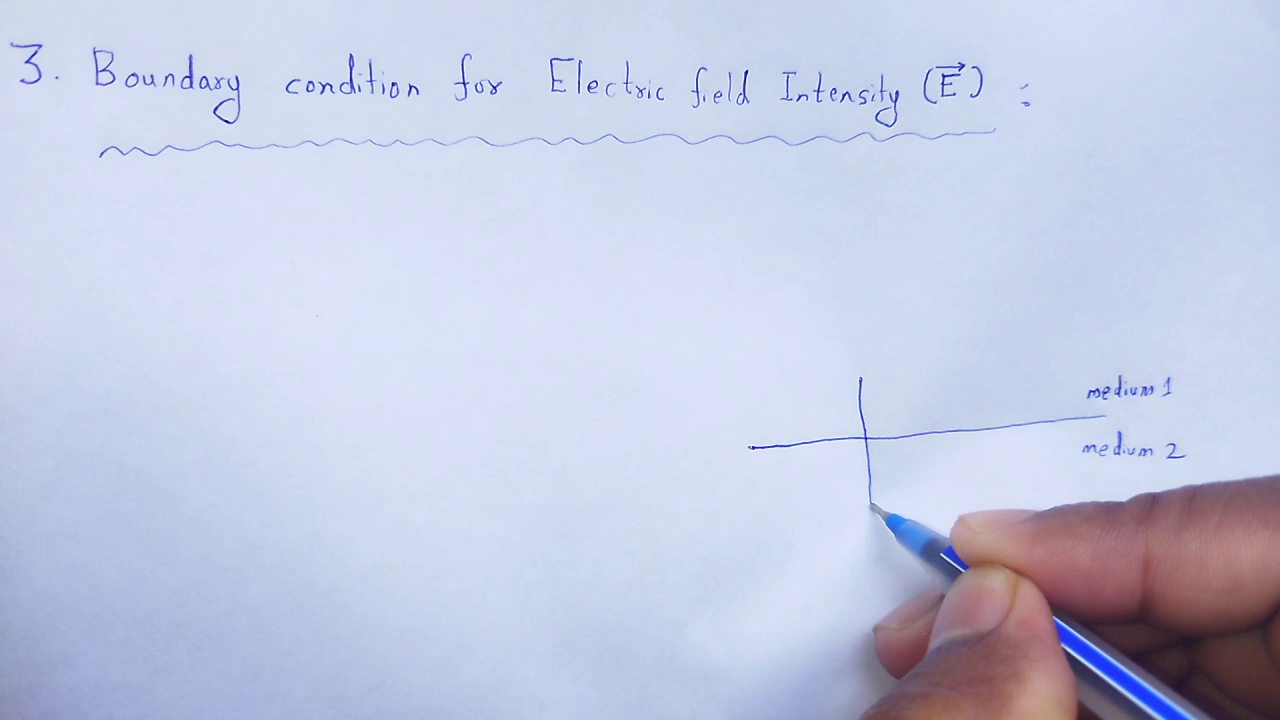 3. Boundary condition for Electric field Intensity (E⃗) :
medium 1
medium 2